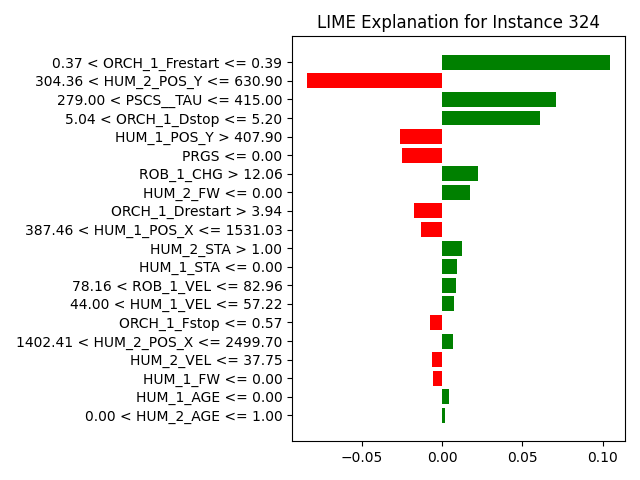 LIME Explanation for Instance 324
0.37 < ORCH_1_Frestart <= 0.39
304.36 < HUM_2_POS_Y <= 630.90
279.00 < PSCS__TAU <= 415.00
5.04 < ORCH_1_Dstop <= 5.20
HUM_1_POS_Y > 407.90
PRGS <= 0.00
ROB_1_CHG > 12.06
HUM_2_FW <= 0.00
ORCH_1_Drestart > 3.94
387.46 < HUM_1_POS_X <= 1531.03
HUM_2_STA > 1.00
HUM_1_STA <= 0.00
78.16 < ROB_1_VEL <= 82.96
44.00 < HUM_1_VEL <= 57.22
ORCH_1_Fstop <= 0.57
1402.41 < HUM_2_POS_X <= 2499.70
HUM_2_VEL <= 37.75
HUM_1_FW <= 0.00
HUM_1_AGE <= 0.00
0.00 < HUM_2_AGE <= 1.00
−0.05 0.00 0.05 0.10